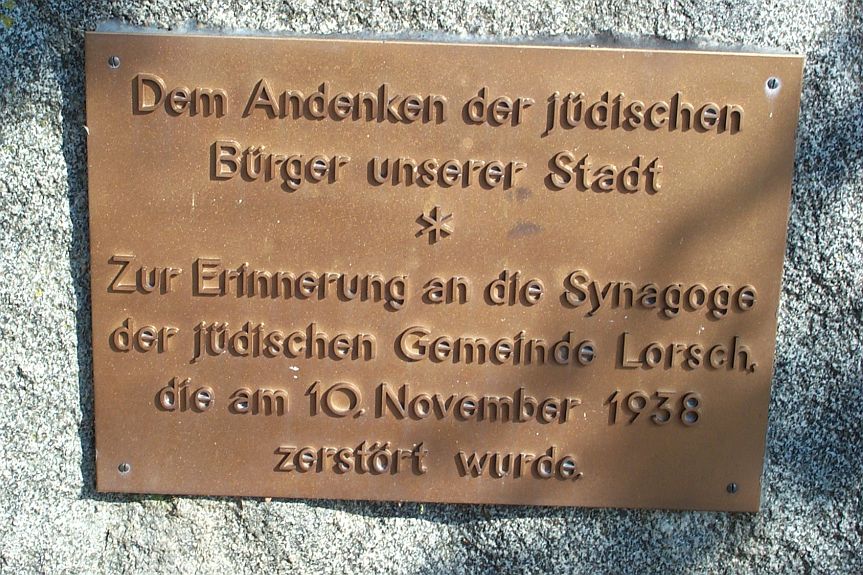 Dem Andenken der jüdischen
Bürger unserer Stadt
*
Zur Erinnerung an die Synagoge
der jüdischen Gemeinde Lorsch,
die am 10. November 1938
zerstört wurde.